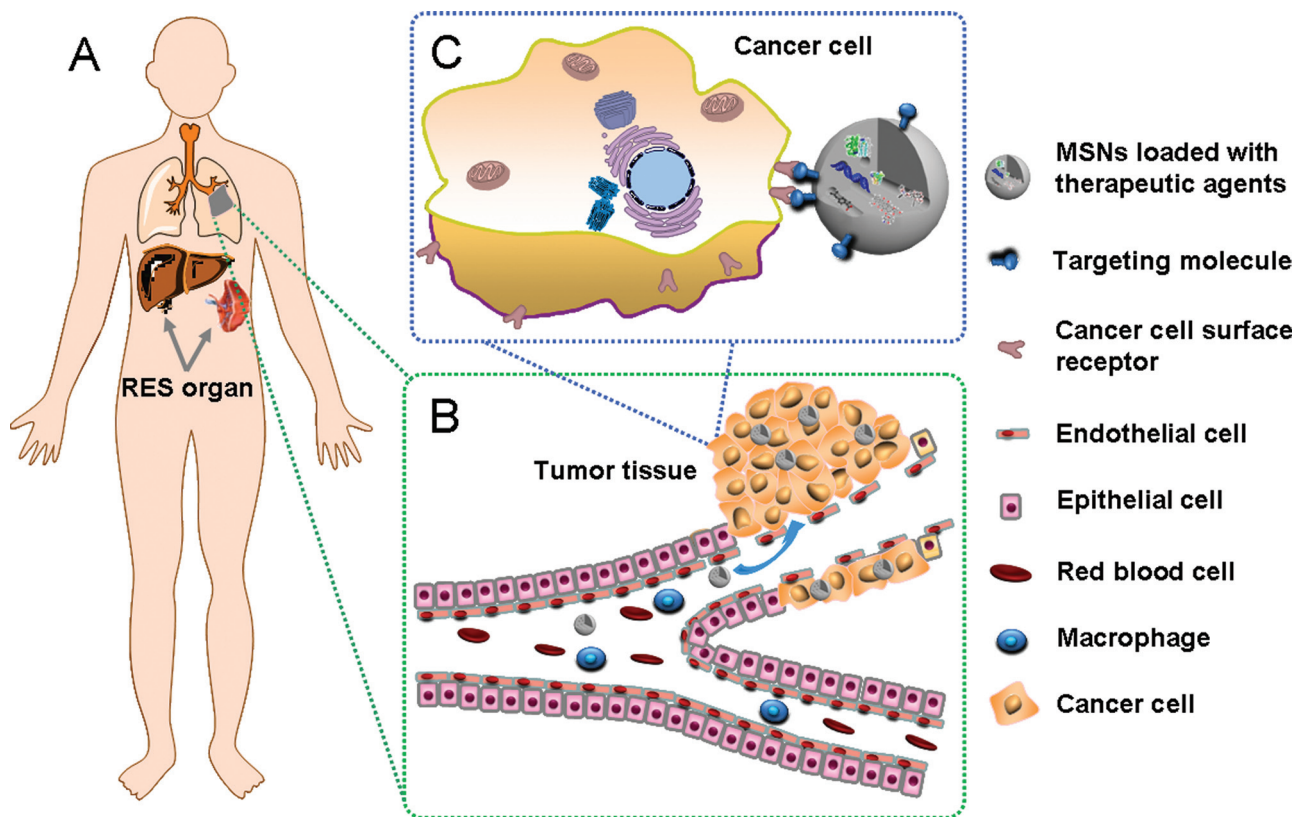 A
RES organ
C
Cancer cell
B
Tumor tissue
MSNs loaded with
therapeutic agents
Targeting molecule
Cancer cell surface
receptor
Endothelial cell
Epithelial cell
Red blood cell
Macrophage
Cancer cell